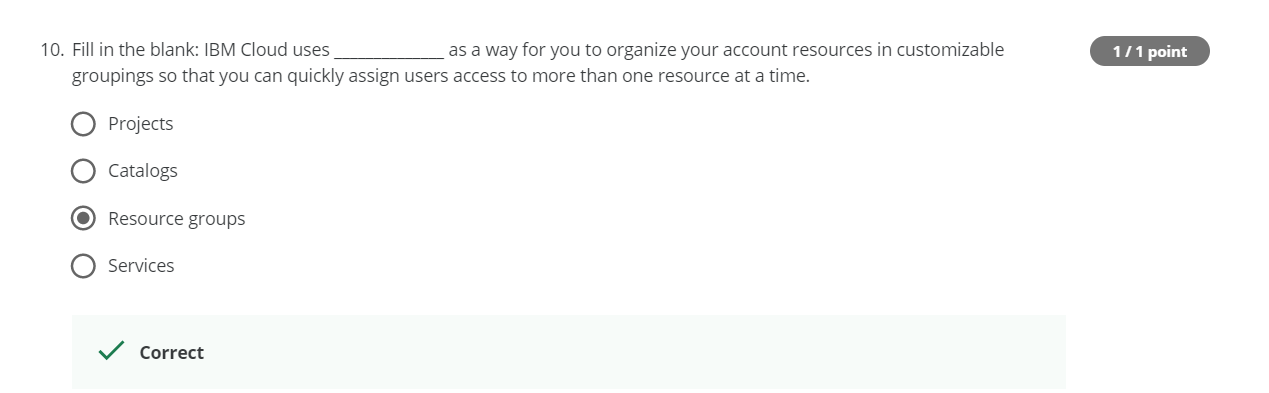 10. Fill in the blank: IBM Cloud uses _____________ as a way for you to organize your account resources in customizable
groupings so that you can quickly assign users access to more than one resource at a time.
1 / 1 point
Projects
Catalogs
Resource groups
Services
Correct